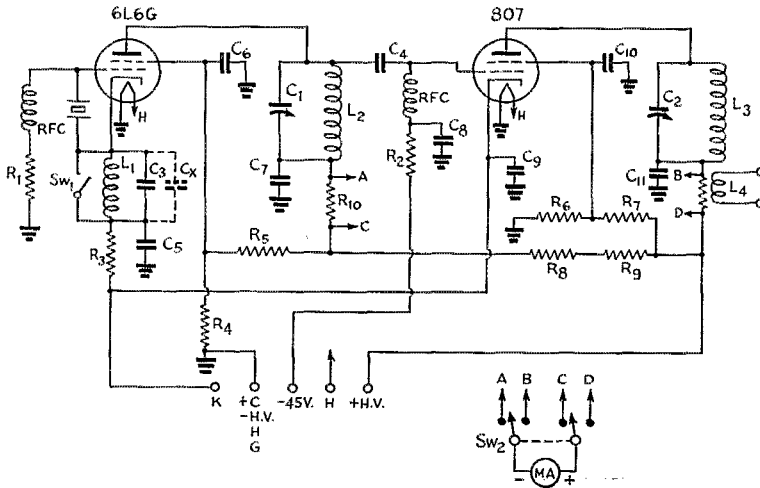 6L6G
807
C6
C4
C10
H
RFC
C1
L2
RFC
H
C2
L3
R1
Sw1
L1
C3
Cx
C8
C7
A
R2
C9
C11
B
L4
R10
R6
R7
D
C5
C
R3
R5
R8
R9
R4
K
+C
-H.V.
H
G
-45V.
H
+H.V.
A B C D
Sw2
- MA +